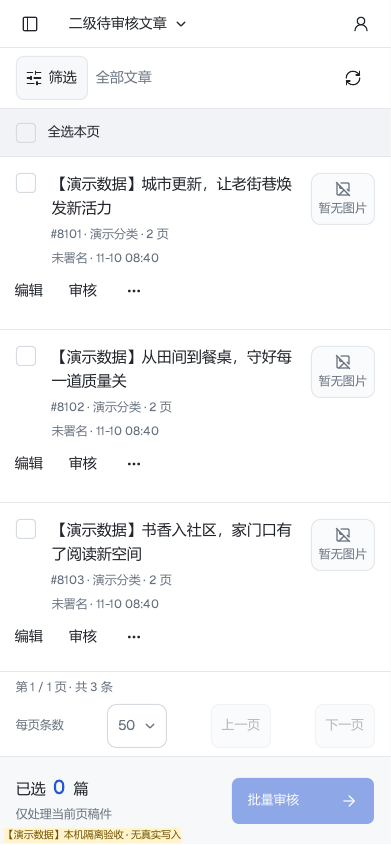 二级待审核文章
筛选 全部文章
全选本页
【演示数据】城市更新，让老街巷焕
发新活力
暂无图片
#8101 · 演示分类 · 2 页
未署名 · 11-10 08:40
编辑 审核 ···
【演示数据】从田间到餐桌，守好每
一道质量关
暂无图片
#8102 · 演示分类 · 2 页
未署名 · 11-10 08:40
编辑 审核 ···
【演示数据】书香入社区，家门口有
了阅读新空间
暂无图片
#8103 · 演示分类 · 2 页
未署名 · 11-10 08:40
编辑 审核 ···
第 1 / 1 页 · 共 3 条
每页条数 50 上一页 下一页
已选 0 篇
仅处理当前页稿件
批量审核
【演示数据】本机隔离验收 · 无真实写入